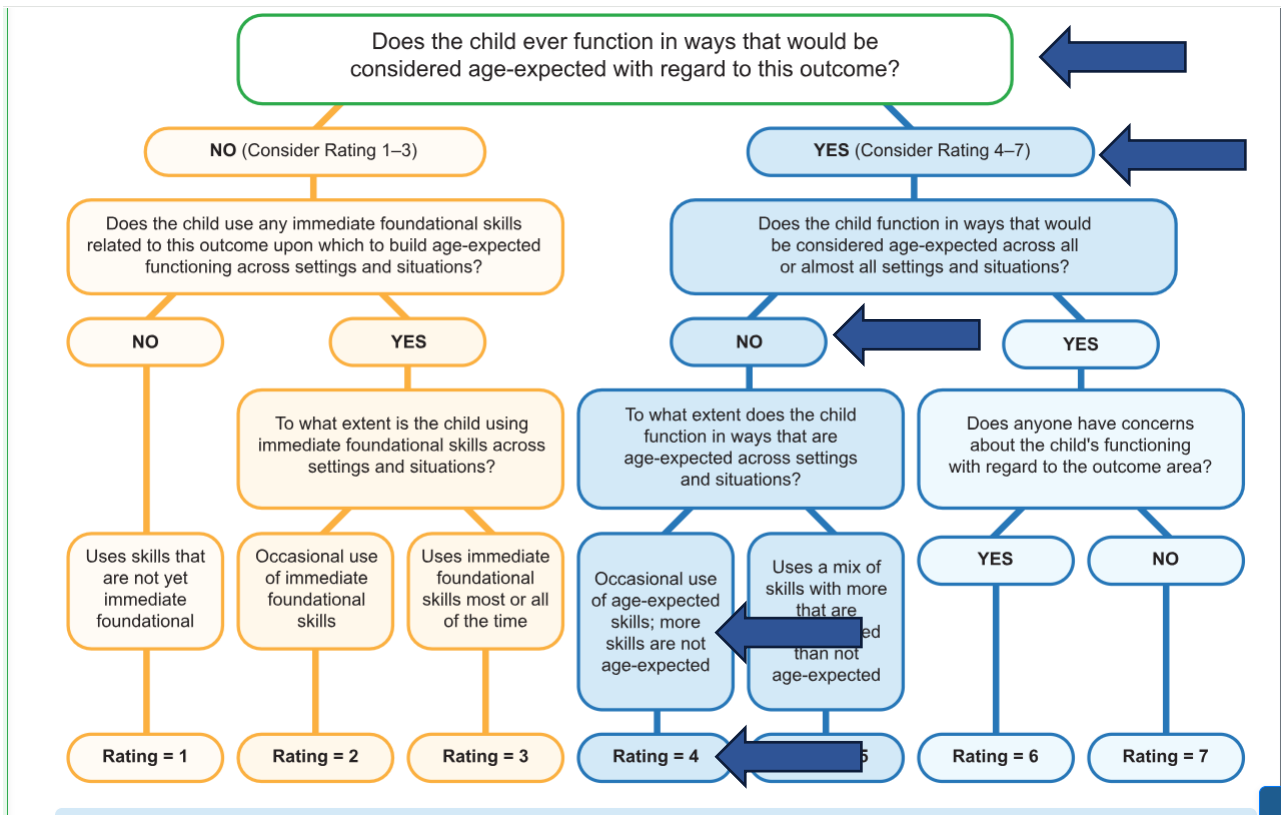 Does the child ever function in ways that would be
considered age-expected with regard to this outcome?
NO (Consider Rating 1–3)
YES (Consider Rating 4–7)
Does the child use any immediate foundational skills
related to this outcome upon which to build age-expected
functioning across settings and situations?
Does the child function in ways that would
be considered age-expected across all
or almost all settings and situations?
NO
YES
NO
YES
To what extent is the child using
immediate foundational skills across
settings and situations?
To what extent does the child
function in ways that are
age-expected across settings
and situations?
Does anyone have concerns
about the child's functioning
with regard to the outcome area?
Uses skills that
are not yet
immediate
foundational
Occasional use
of immediate
foundational
skills
Uses immediate
foundational
skills most or all
of the time
Occasional use
of age-expected
skills; more
skills are not
age-expected
Uses a mix of
skills with more
that are
than not
age-expected
YES
NO
Rating = 1
Rating = 2
Rating = 3
Rating = 4
5
Rating = 6
Rating = 7